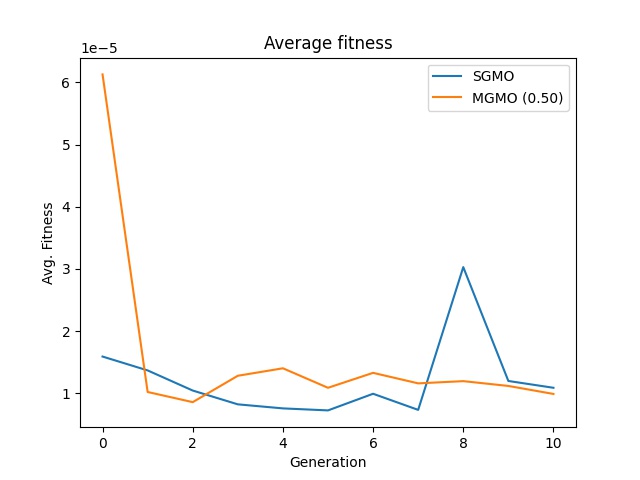 Average fitness
1e−5
SGMO
MGMO (0.50)
6
5
4
3
2
1
Avg. Fitness
0 2 4 6 8 10
Generation